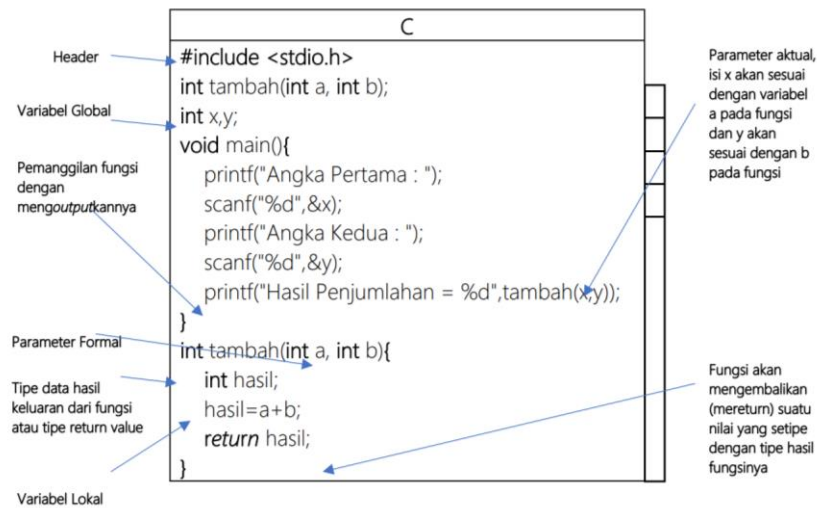 C
Header
Variabel Global
Pemanggilan fungsi
dengan
mengoutputkannya
Parameter Formal
Tipe data hasil
keluaran dari fungsi
atau tipe return value
Variabel Lokal
#include <stdio.h>
int tambah(int a, int b);
int x,y;
void main(){
printf("Angka Pertama : ");
scanf("%d",&x);
printf("Angka Kedua : ");
scanf("%d",&y);
printf("Hasil Penjumlahan = %d",tambah(x,y));
}
int tambah(int a, int b){
int hasil;
hasil=a+b;
return hasil;
}
Parameter aktual,
isi x akan sesuai
dengan variabel
a pada fungsi
dan y akan
sesuai dengan b
pada fungsi
Fungsi akan
mengembalikan
(mereturn) suatu
nilai yang setipe
dengan tipe hasil
fungsinya